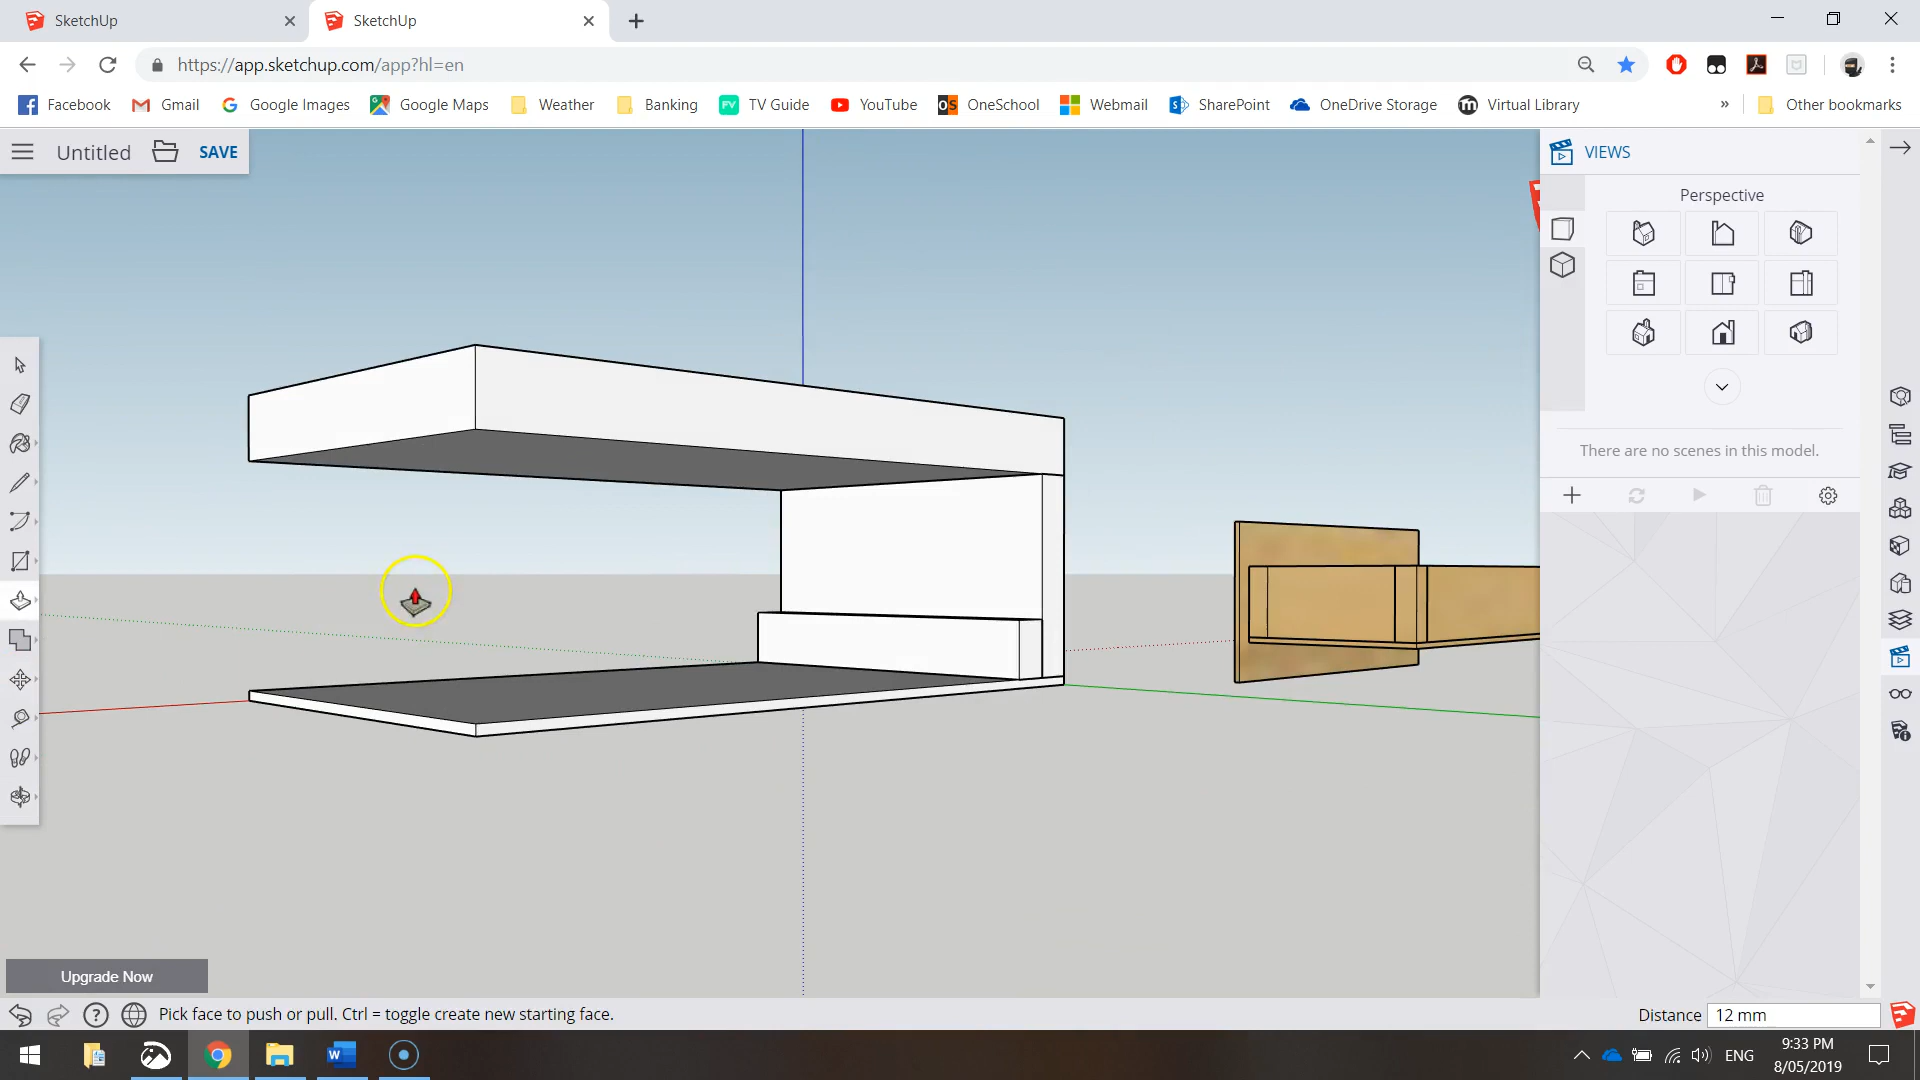 SketchUp
SketchUp
https://app.sketchup.com/app?hl=en
Facebook Gmail Google Images Google Maps Weather Banking TV Guide YouTube OneSchool Webmail SharePoint OneDrive Storage Virtual Library » Other bookmarks
Untitled SAVE
VIEWS
Perspective
There are no scenes in this model.
Upgrade Now
Pick face to push or pull. Ctrl = toggle create new starting face.
Distance 12 mm
ENG
9:33 PM
8/05/2019